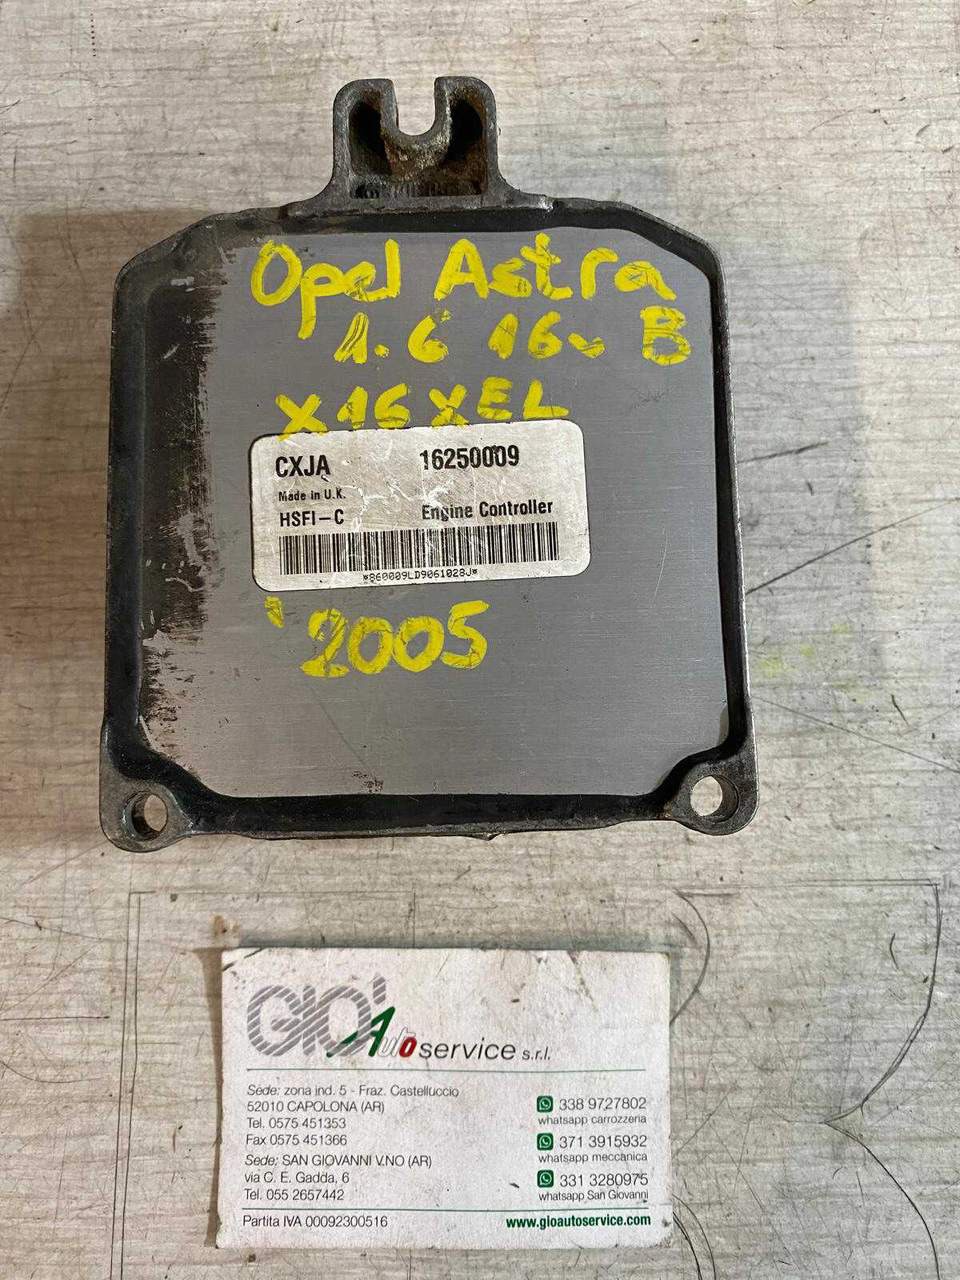 Opel Astra
1.6 16v B
X16XEL
CXJA 16250009
Made in U.K.
HSFI-C Engine Controller
*860009LD9061028J*
'2005
GIO' Auto service s.r.l.
Sede: zona ind. 5 - Fraz. Castelluccio
52010 CAPOLONA (AR)
Tel. 0575 451353
Fax 0575 451366
Sede: SAN GIOVANNI V.NO (AR)
via C. E. Gadda, 6
Tel. 055 2657442
338 9727802
whatsapp carrozzeria
371 3915932
whatsapp meccanica
331 3280975
whatsapp San Giovanni
Partita IVA 00092300516 www.gioautoservice.com